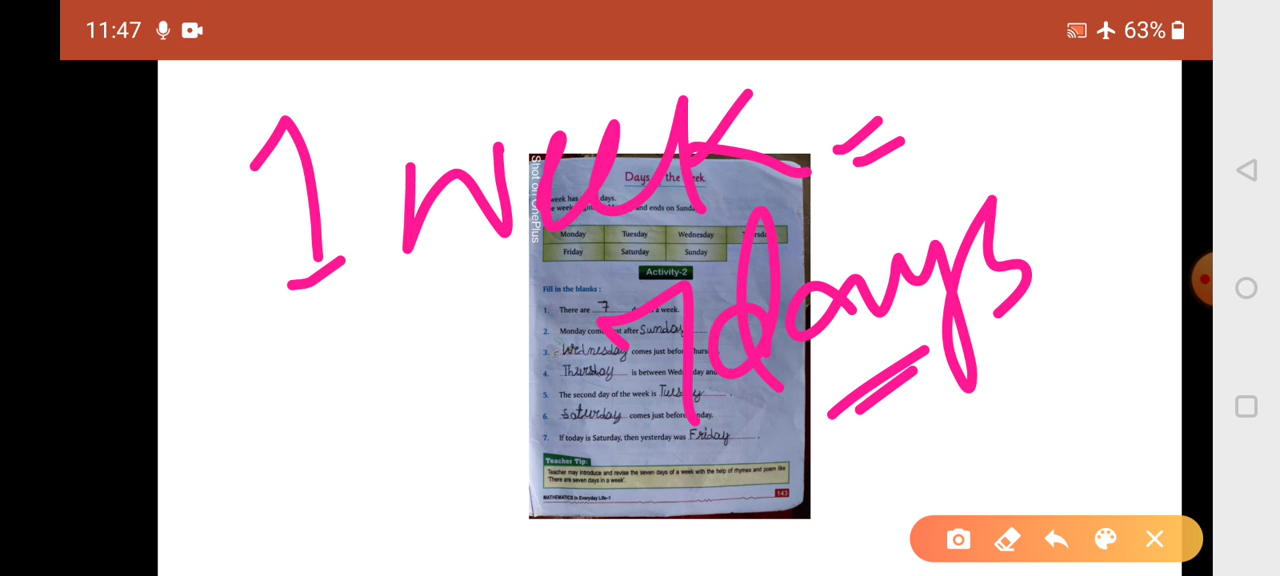 11:47 63%
1 week =
7 days
Shot on OnePlus
Days the ek
week has days.
e week and ends on Sund
Monday Tuesday Wednesday
Friday Saturday Sunday
Activity-2
Fill in the blanks :
1. There are 7 a week.
2. Monday com st after Sunday
3. Wednesday comes just befor hurs
4. Thursday is between Wed day an
5. The second day of the week is Tuesday.
6. Saturday comes just before nday.
7. If today is Saturday, then yesterday was Friday.
Teacher Tip:
Teacher may introduce and revise the seven days of a week with the help of rhymes and poem like
'There are seven days in a week'.
MATHEMATICS in Everyday Life-1 143